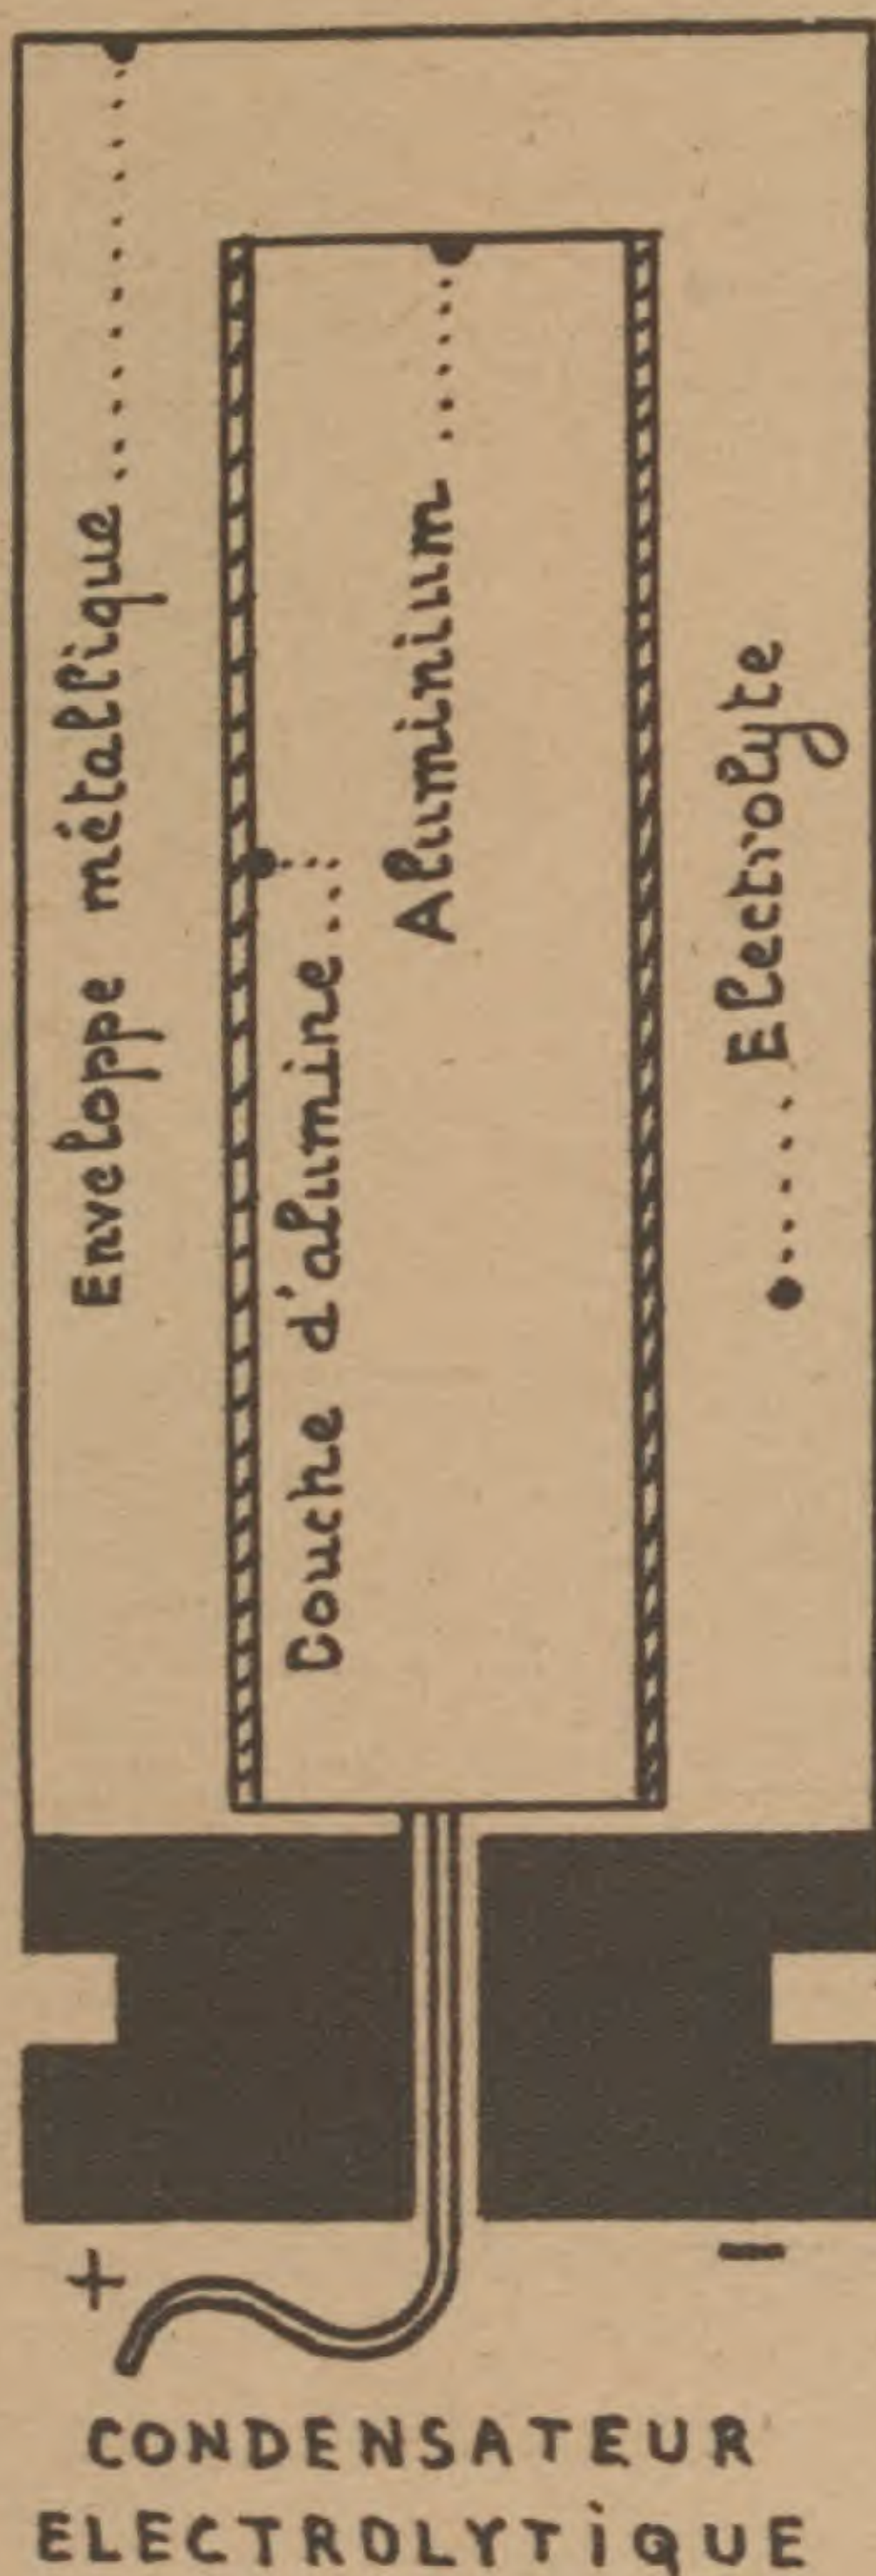 Enveloppe métallique
Couche d'alumine
Aluminium
Electrolyte
+
-
CONDENSATEUR
ELECTROLYTiQUE